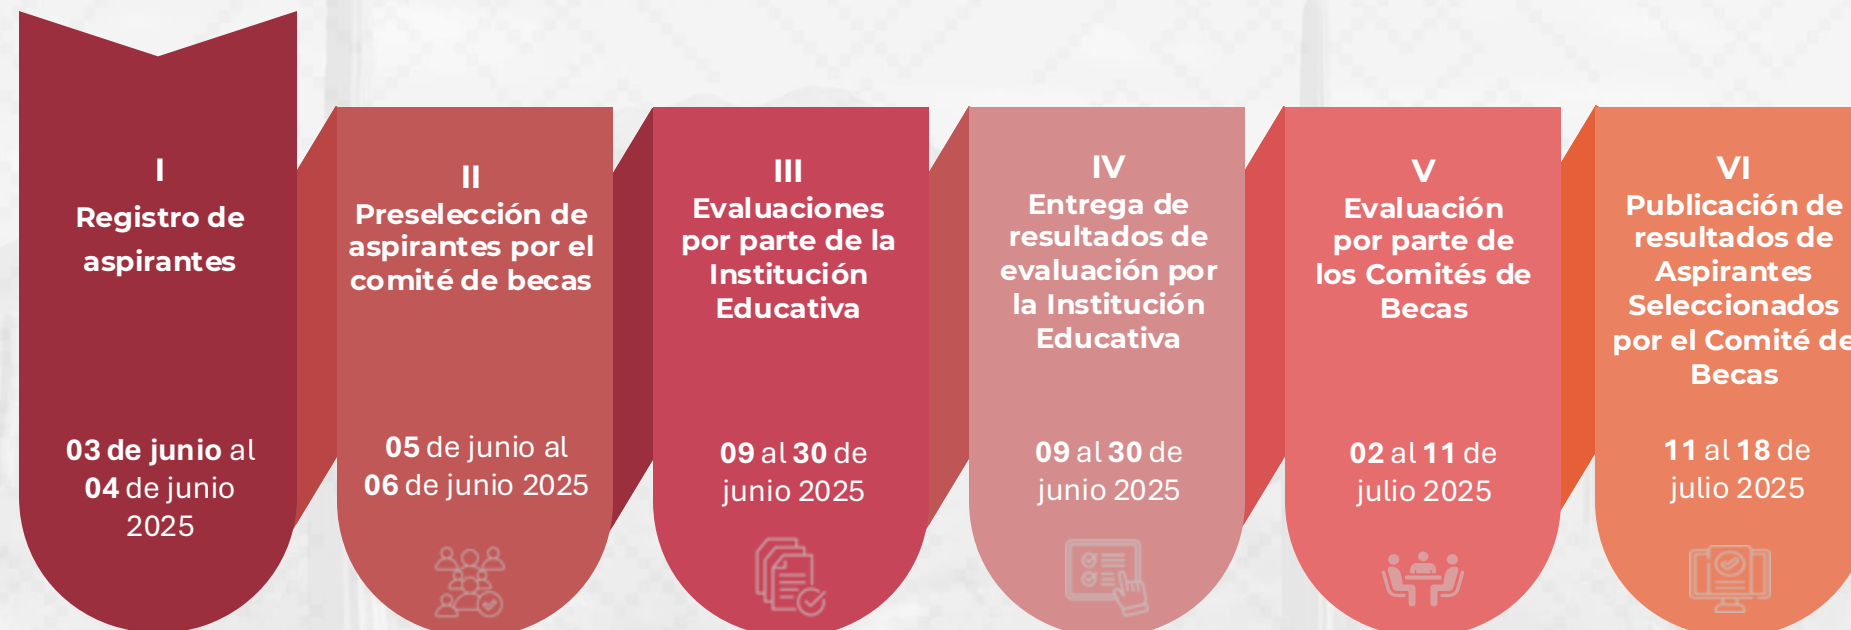 I
Registro de
aspirantes
03 de junio al
04 de junio
2025
II
Preselección de
aspirantes por el
comité de becas
05 de junio al
06 de junio 2025
III
Evaluaciones
por parte de la
Institución
Educativa
09 al 30 de
junio 2025
IV
Entrega de
resultados de
evaluación por
la Institución
Educativa
09 al 30 de
junio 2025
V
Evaluación
por parte de
los Comités de
Becas
02 al 11 de
julio 2025
VI
Publicación de
resultados de
Aspirantes
Seleccionados
por el Comité de
Becas
11 al 18 de
julio 2025